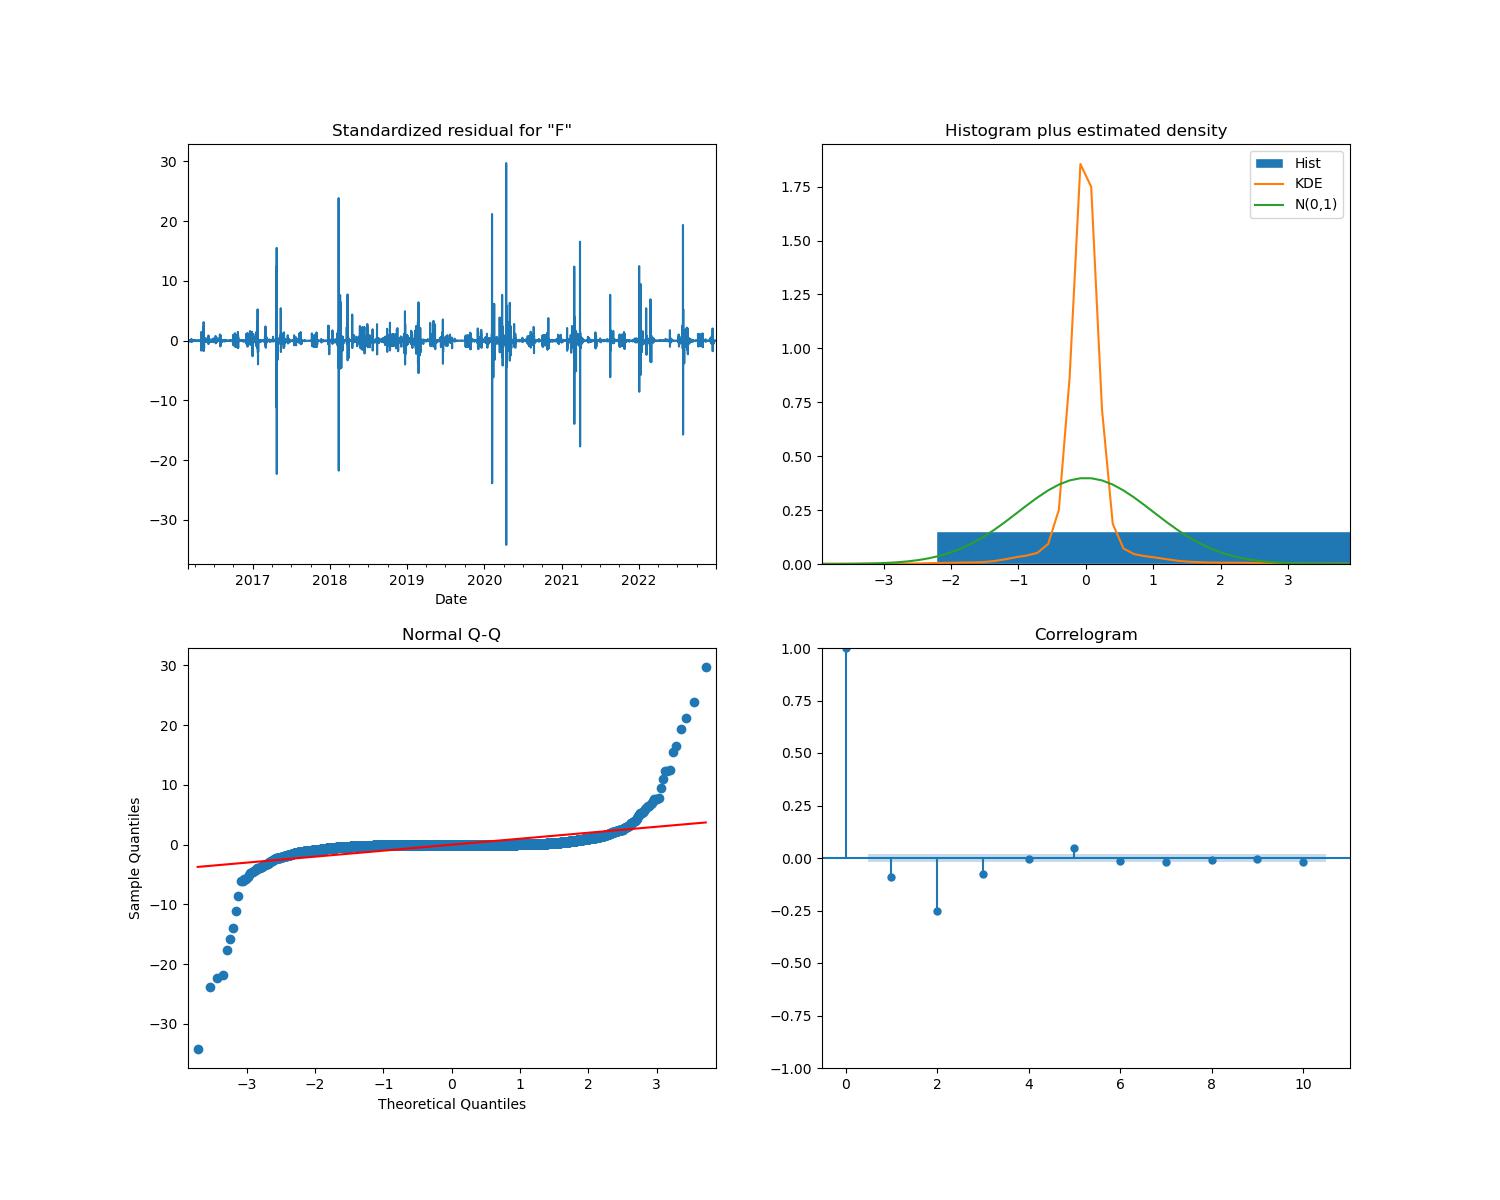 Standardized residual for "F"
30
20
10
0
−10
−20
−30
2017 2018 2019 2020 2021 2022
Date
Histogram plus estimated density
Hist
KDE
N(0,1)
1.75
1.50
1.25
1.00
0.75
0.50
0.25
0.00
−3 −2 −1 0 1 2 3
Normal Q-Q
Sample Quantiles
30
20
10
0
−10
−20
−30
−3 −2 −1 0 1 2 3
Theoretical Quantiles
Correlogram
1.00
0.75
0.50
0.25
0.00
−0.25
−0.50
−0.75
−1.00
0 2 4 6 8 10